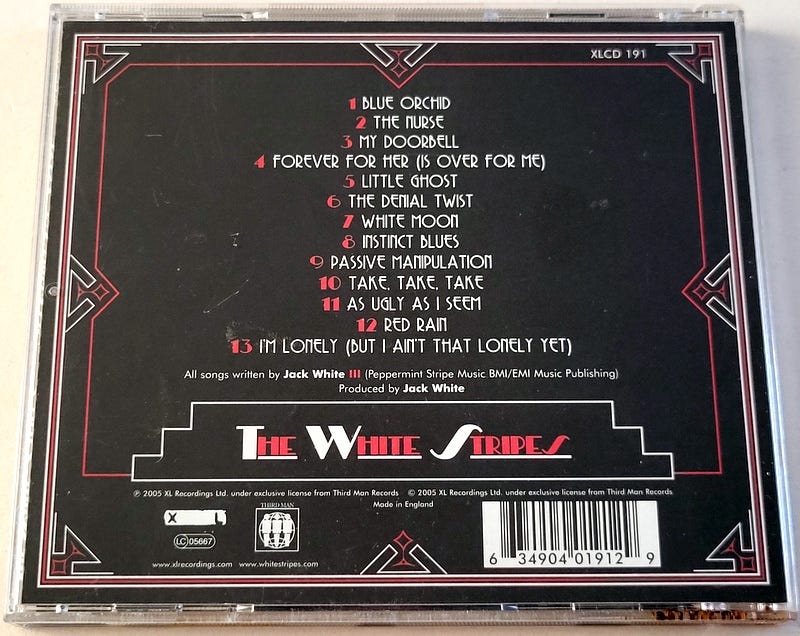 XLCD 191
1 BLUE ORCHID
2 THE NURSE
3 MY DOORBELL
4 FOREVER FOR HER (IS OVER FOR ME)
5 LITTLE GHOST
6 THE DENIAL TWIST
7 WHITE MOON
8 INSTINCT BLUES
9 PASSIVE MANIPULATION
10 TAKE, TAKE, TAKE
11 AS UGLY AS I SEEM
12 RED RAIN
13 I'M LONELY (BUT I AIN'T THAT LONELY YET)
All songs written by Jack White III (Peppermint Stripe Music BMI/EMI Music Publishing)
Produced by Jack White
THE WHITE STRIPES
℗ 2005 XL Recordings Ltd. under exclusive license from Third Man Records © 2005 XL Recordings Ltd. under exclusive license from Third Man Records
Made in England
X L
THIRD MAN
LC 05667
www.xlrecordings.com www.whitestripes.com
6 34904 01912 9